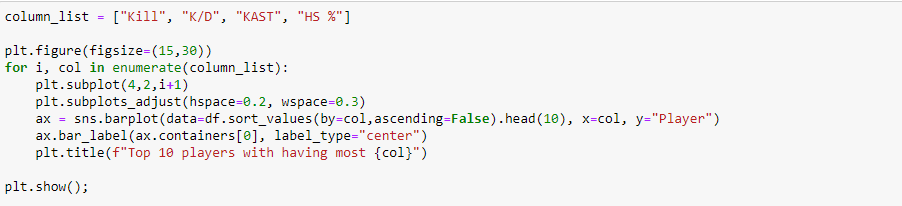 column_list = ["Kill", "K/D", "KAST", "HS %"]
plt.figure(figsize=(15,30))
for i, col in enumerate(column_list):
    plt.subplot(4,2,i+1)
    plt.subplots_adjust(hspace=0.2, wspace=0.3)
    ax = sns.barplot(data=df.sort_values(by=col,ascending=False).head(10), x=col, y="Player")
    ax.bar_label(ax.containers[0], label_type="center")
    plt.title(f"Top 10 players with having most {col}")
plt.show();